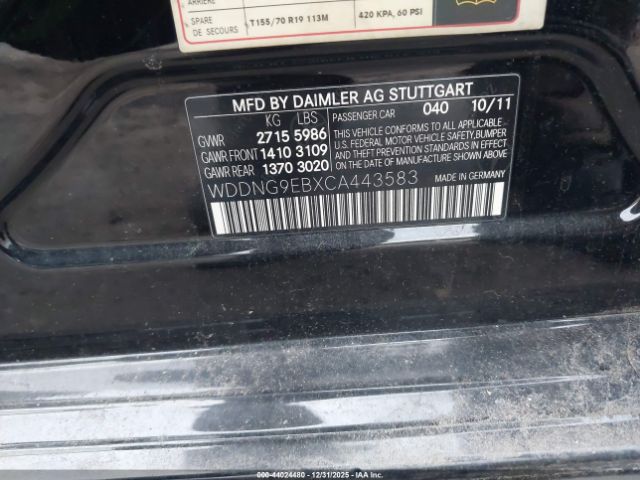 ARRIÈRE
SPARE T155/70 R19 113M 420 KPA, 60 PSI
DE SECOURS
MFD BY DAIMLER AG STUTTGART
KG LBS PASSENGER CAR 040 10/11
GVWR 2715 5986
GAWR FRONT 1410 3109
GAWR REAR 1370 3020
THIS VEHICLE CONFORMS TO ALL APPLICABLE
U.S. FEDERAL MOTOR VEHICLE SAFETY, BUMPER
AND THEFT PREVENTION STANDARDS IN EFFECT
ON THE DATE OF MANUFACTURE SHOWN ABOVE.
WDDNG9EBXCA443583
MADE IN GERMANY
000-44024480 - 12/31/2025 - IAAI.CA